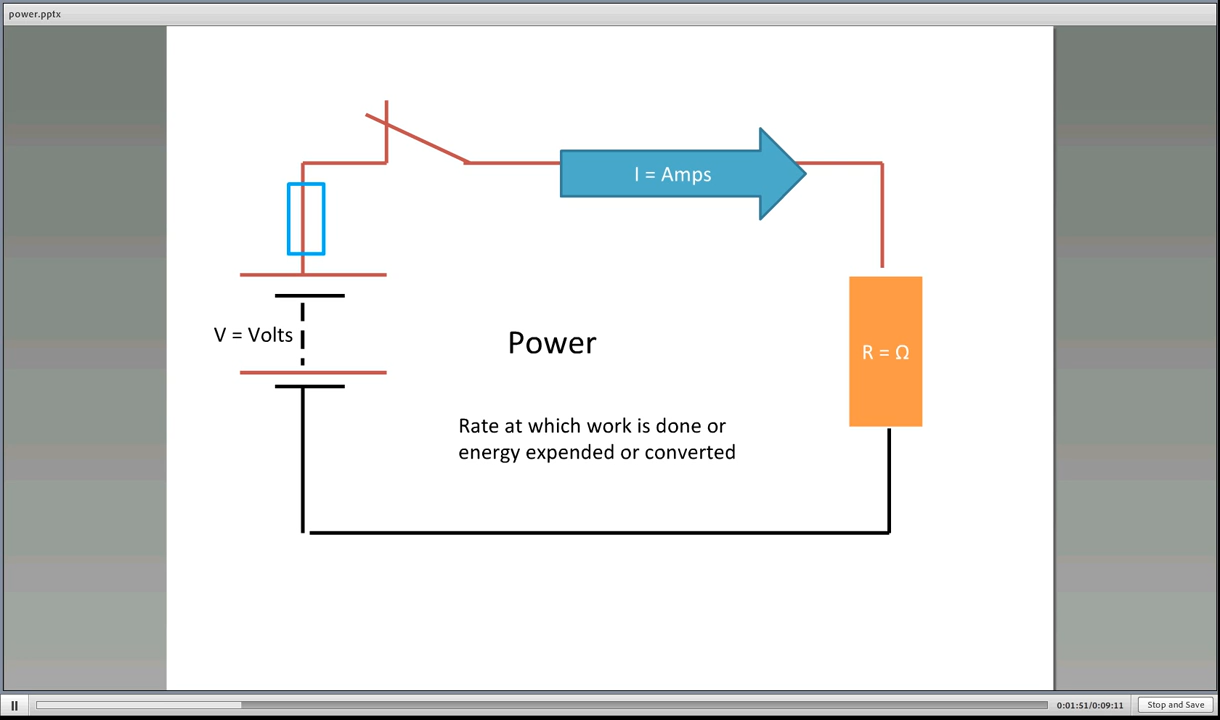 power.pptx
I = Amps
V = Volts
Power
R = Ω
Rate at which work is done or
energy expended or converted
0:01:51/0:09:11
Stop and Save